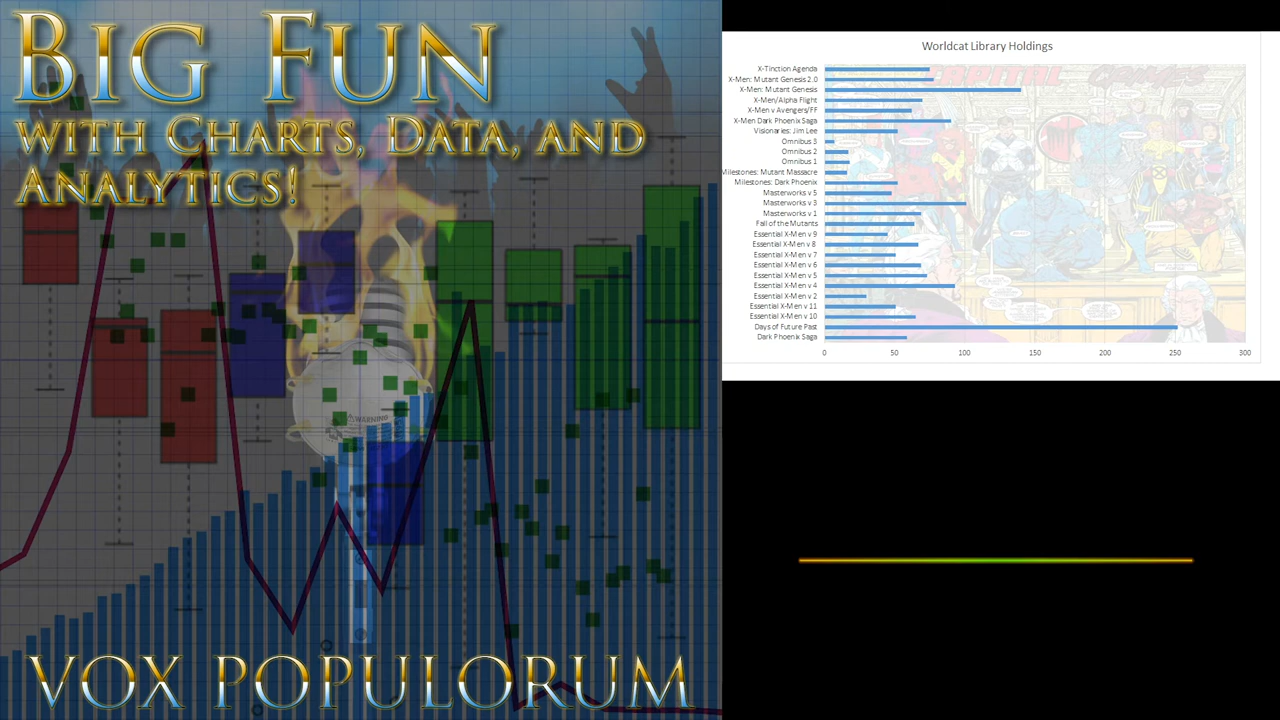 BIG FUN
WITH CHARTS, DATA, AND
ANALYTICS!
VOX POPULORUM
Worldcat Library Holdings
X-Tinction Agenda
X-Men: Mutant Genesis 2.0
X-Men: Mutant Genesis
X-Men/Alpha Flight
X-Men v Avengers/FF
X-Men Dark Phoenix Saga
Visionaries: Jim Lee
Omnibus 3
Omnibus 2
Omnibus 1
Milestones: Mutant Massacre
Milestones: Dark Phoenix
Masterworks v 5
Masterworks v 3
Masterworks v 1
Fall of the Mutants
Essential X-Men v 9
Essential X-Men v 8
Essential X-Men v 7
Essential X-Men v 6
Essential X-Men v 5
Essential X-Men v 4
Essential X-Men v 2
Essential X-Men v 11
Essential X-Men v 10
Days of Future Past
Dark Phoenix Saga
0 50 100 150 200 250 300
CAPITAL
WARNING